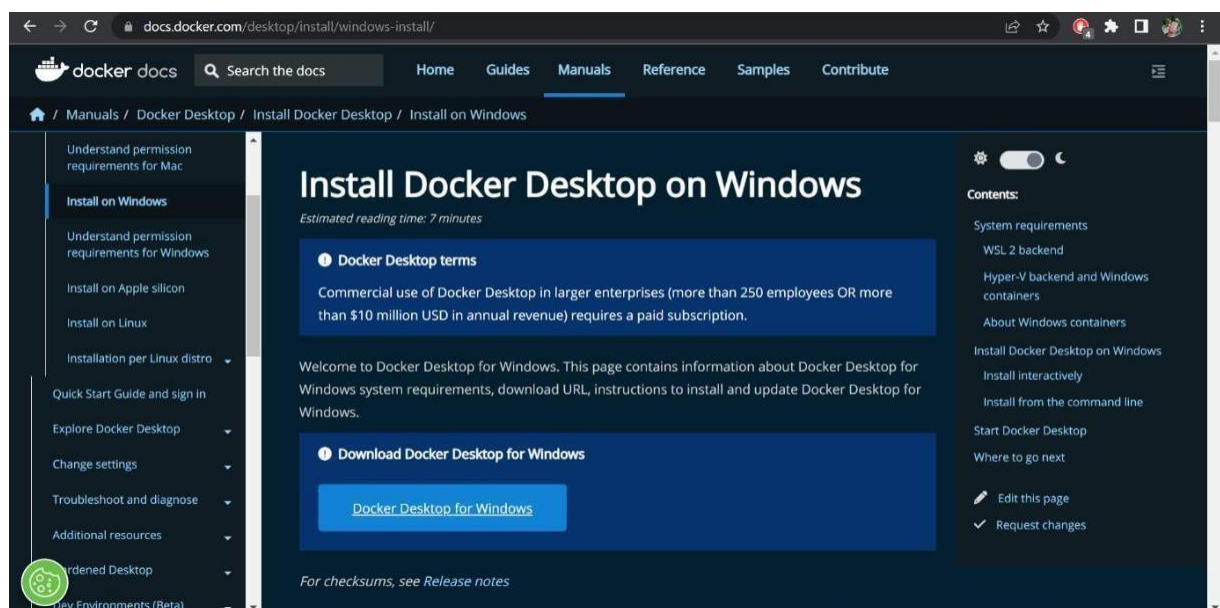 docs.docker.com/desktop/install/windows-install/
4
docker docs
Search the docs
Home
Guides
Manuals
Reference
Samples
Contribute
/ Manuals / Docker Desktop / Install Docker Desktop / Install on Windows
Understand permission
requirements for Mac
Install on Windows
Understand permission
requirements for Windows
Install on Apple silicon
Install on Linux
Installation per Linux distro
Quick Start Guide and sign in
Explore Docker Desktop
Change settings
Troubleshoot and diagnose
Additional resources
ardened Desktop
Dev Environments (Beta)
Install Docker Desktop on Windows
Estimated reading time: 7 minutes
Docker Desktop terms
Commercial use of Docker Desktop in larger enterprises (more than 250 employees OR more
than $10 million USD in annual revenue) requires a paid subscription.
Welcome to Docker Desktop for Windows. This page contains information about Docker Desktop for
Windows system requirements, download URL, instructions to install and update Docker Desktop for
Windows.
Download Docker Desktop for Windows
Docker Desktop for Windows
For checksums, see Release notes
Contents:
System requirements
WSL 2 backend
Hyper-V backend and Windows
containers
About Windows containers
Install Docker Desktop on Windows
Install interactively
Install from the command line
Start Docker Desktop
Where to go next
Edit this page
Request changes